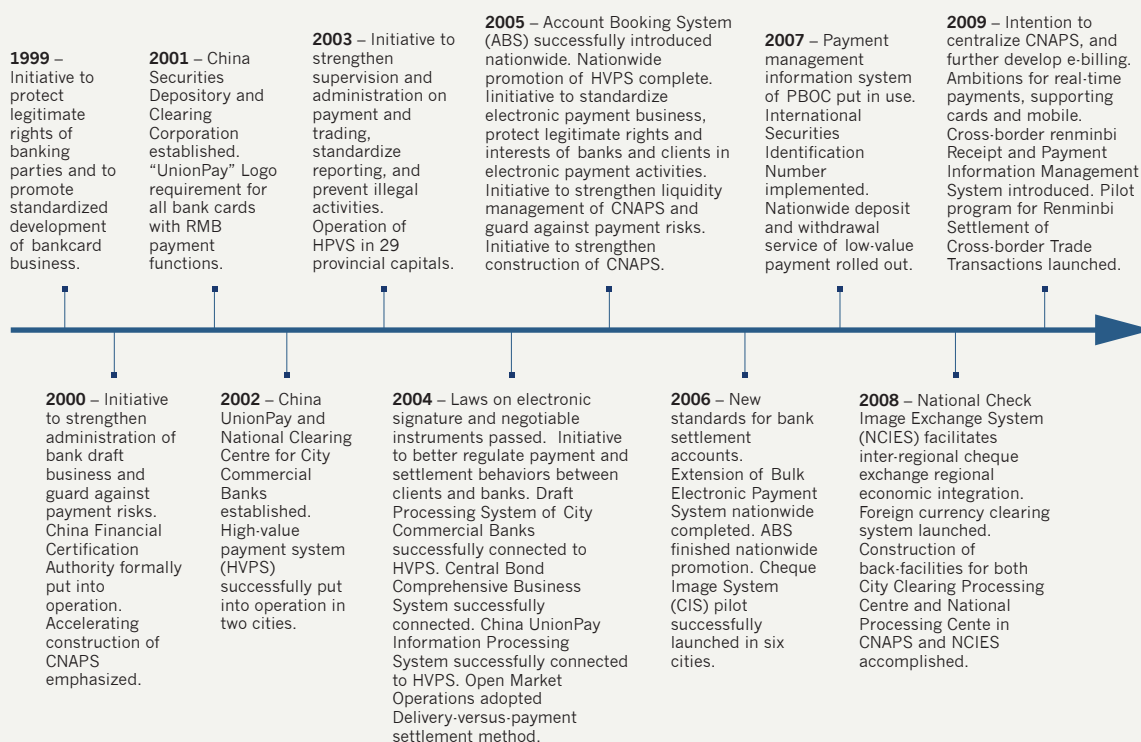 1999 –
Initiative to
protect
legitimate
rights of
banking
parties and to
promote
standardized
development
of bankcard
business.
2001 – China
Securities
Depository and
Clearing
Corporation
established.
“UnionPay” Logo
requirement for
all bank cards
with RMB
payment
functions.
2003 – Initiative to
strengthen
supervision and
administration on
payment and
trading,
standardize
reporting, and
prevent illegal
activities.
Operation of
HPVS in 29
provincial capitals.
2005 – Account Booking System
(ABS) successfully introduced
nationwide. Nationwide
promotion of HVPS complete.
Iinitiative to standardize
electronic payment business,
protect legitimate rights and
interests of banks and clients in
electronic payment activities.
Initiative to strengthen liquidity
management of CNAPS and
guard against payment risks.
Initiative to strengthen
construction of CNAPS.
2007 – Payment
management
information system
of PBOC put in use.
International
Securities
Identification
Number
implemented.
Nationwide deposit
and withdrawal
service of low-value
payment rolled out.
2009 – Intention to
centralize CNAPS, and
further develop e-billing.
Ambitions for real-time
payments, supporting
cards and mobile.
Cross-border renminbi
Receipt and Payment
Information Management
System introduced. Pilot
program for Renminbi
Settlement of
Cross-border Trade
Transactions launched.
2000 – Initiative
to strengthen
administration of
bank draft
business and
guard against
payment risks.
China Financial
Certification
Authority formally
put into
operation.
Accelerating
construction of
CNAPS
emphasized.
2002 – China
UnionPay and
National Clearing
Centre for City
Commercial
Banks
established.
High-value
payment system
(HVPS)
successfully put
into operation in
two cities.
2004 – Laws on electronic
signature and negotiable
instruments passed. Initiative
to better regulate payment and
settlement behaviors between
clients and banks. Draft
Processing System of City
Commercial Banks
successfully connected to
HVPS. Central Bond
Comprehensive Business
System successfully
connected. China UnionPay
Information Processing
System successfully connected
to HVPS. Open Market
Operations adopted
Delivery-versus-payment
settlement method.
2006 – New
standards for bank
settlement
accounts.
Extension of Bulk
Electronic Payment
System nationwide
completed. ABS
finished nationwide
promotion. Cheque
Image System
(CIS) pilot
successfully
launched in six
cities.
2008 – National Check
Image Exchange System
(NCIES) facilitates
inter-regional cheque
exchange regional
economic integration.
Foreign currency clearing
system launched.
Construction of
back-facilities for both
City Clearing Processing
Centre and National
Processing Cente in
CNAPS and NCIES
accomplished.